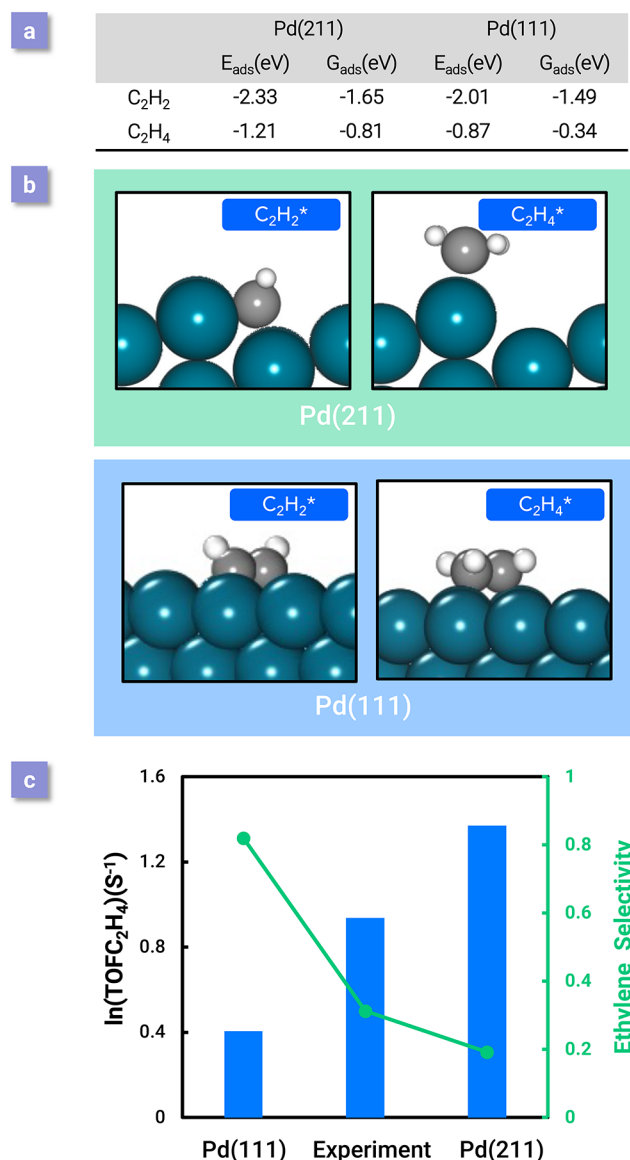 a
Pd(211) Pd(111)
Eads(eV) Gads(eV) Eads(eV) Gads(eV)
C2H2 -2.33 -1.65 -2.01 -1.49
C2H4 -1.21 -0.81 -0.87 -0.34
b
C2H2* C2H4*
Pd(211)
C2H2* C2H4*
Pd(111)
c
ln(TOFC2H4)(S-1)
1.6
1.2
0.8
0.4
0
1
0.8
0.6
0.4
0.2
0
Ethylene Selectivity
Pd(111) Experiment Pd(211)